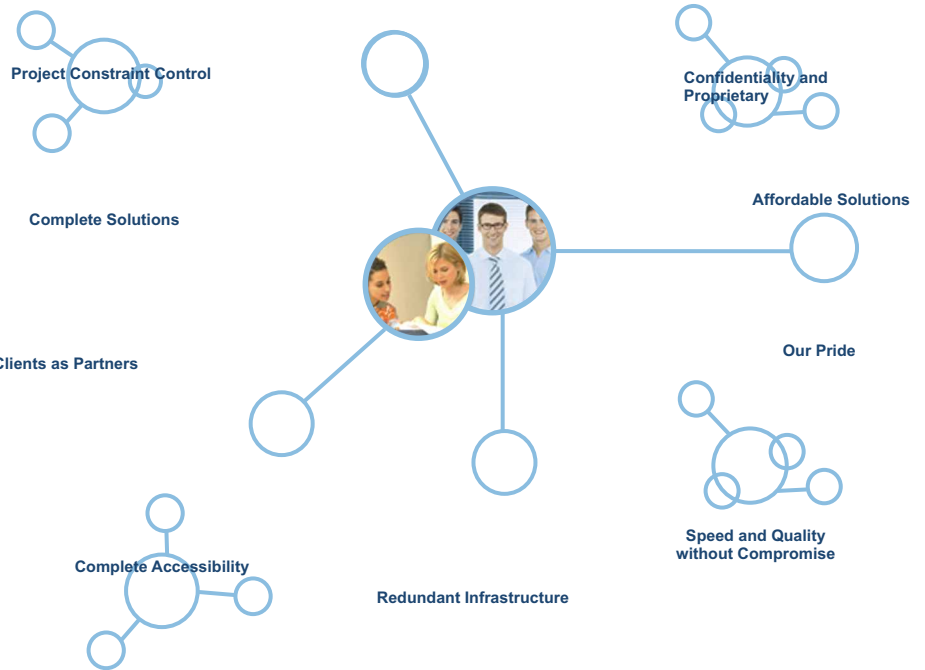 Project Constraint Control
Confidentiality and
Proprietary
Affordable Solutions
Complete Solutions
Our Pride
Clients as Partners
Speed and Quality
without Compromise
Complete Accessibility
Redundant Infrastructure